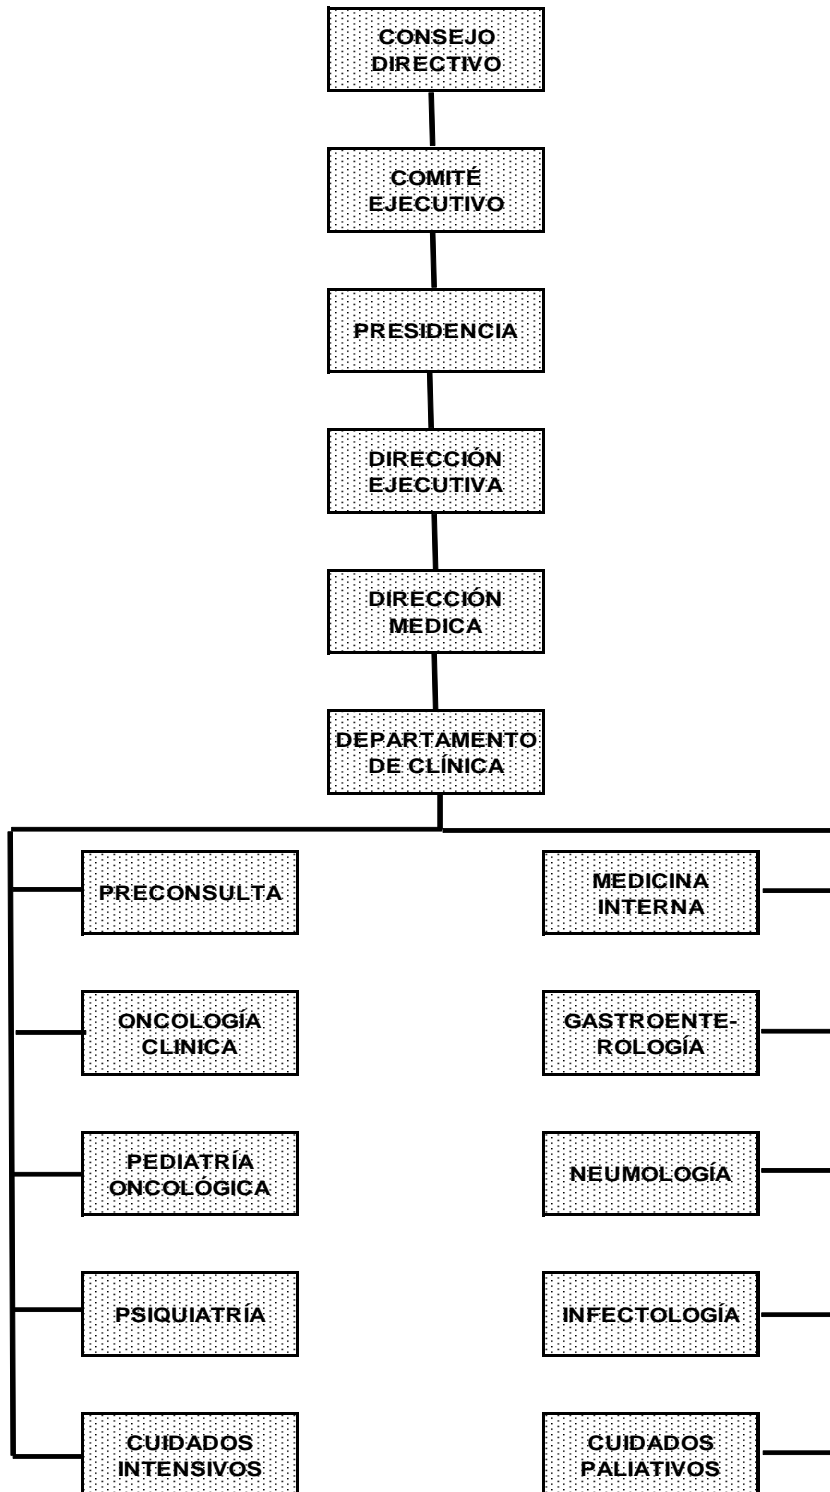 CONSEJO
DIRECTIVO
COMITÉ
EJECUTIVO
PRESIDENCIA
DIRECCIÓN
EJECUTIVA
DIRECCIÓN
MEDICA
DEPARTAMENTO
DE CLÍNICA
PRECONSULTA
MEDICINA
INTERNA
ONCOLOGÍA
CLINICA
GASTROENTE-
ROLOGÍA
PEDIATRÍA
ONCOLÓGICA
NEUMOLOGÍA
PSIQUIATRÍA
INFECTOLOGÍA
CUIDADOS
INTENSIVOS
CUIDADOS
PALIATIVOS